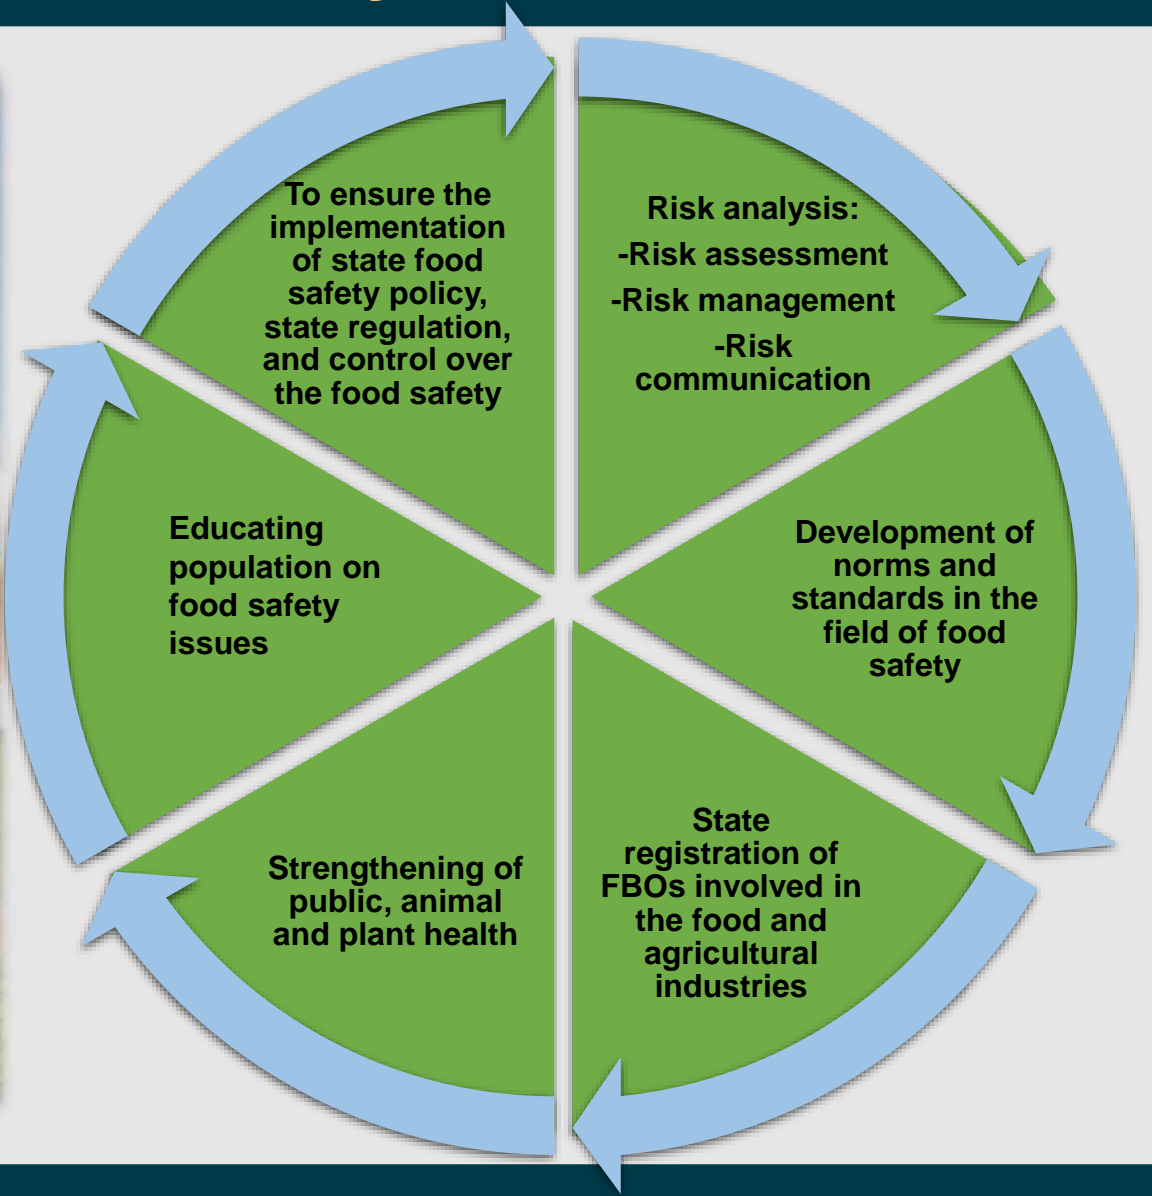 To ensure the
implementation
of state food
safety policy,
state regulation,
and control over
the food safety
Risk analysis:
-Risk assessment
-Risk management
-Risk
communication
Development of
norms and
standards in the
field of food
safety
State
registration of
FBOs involved in
the food and
agricultural
industries
Strengthening of
public, animal
and plant health
Educating
population on
food safety
issues